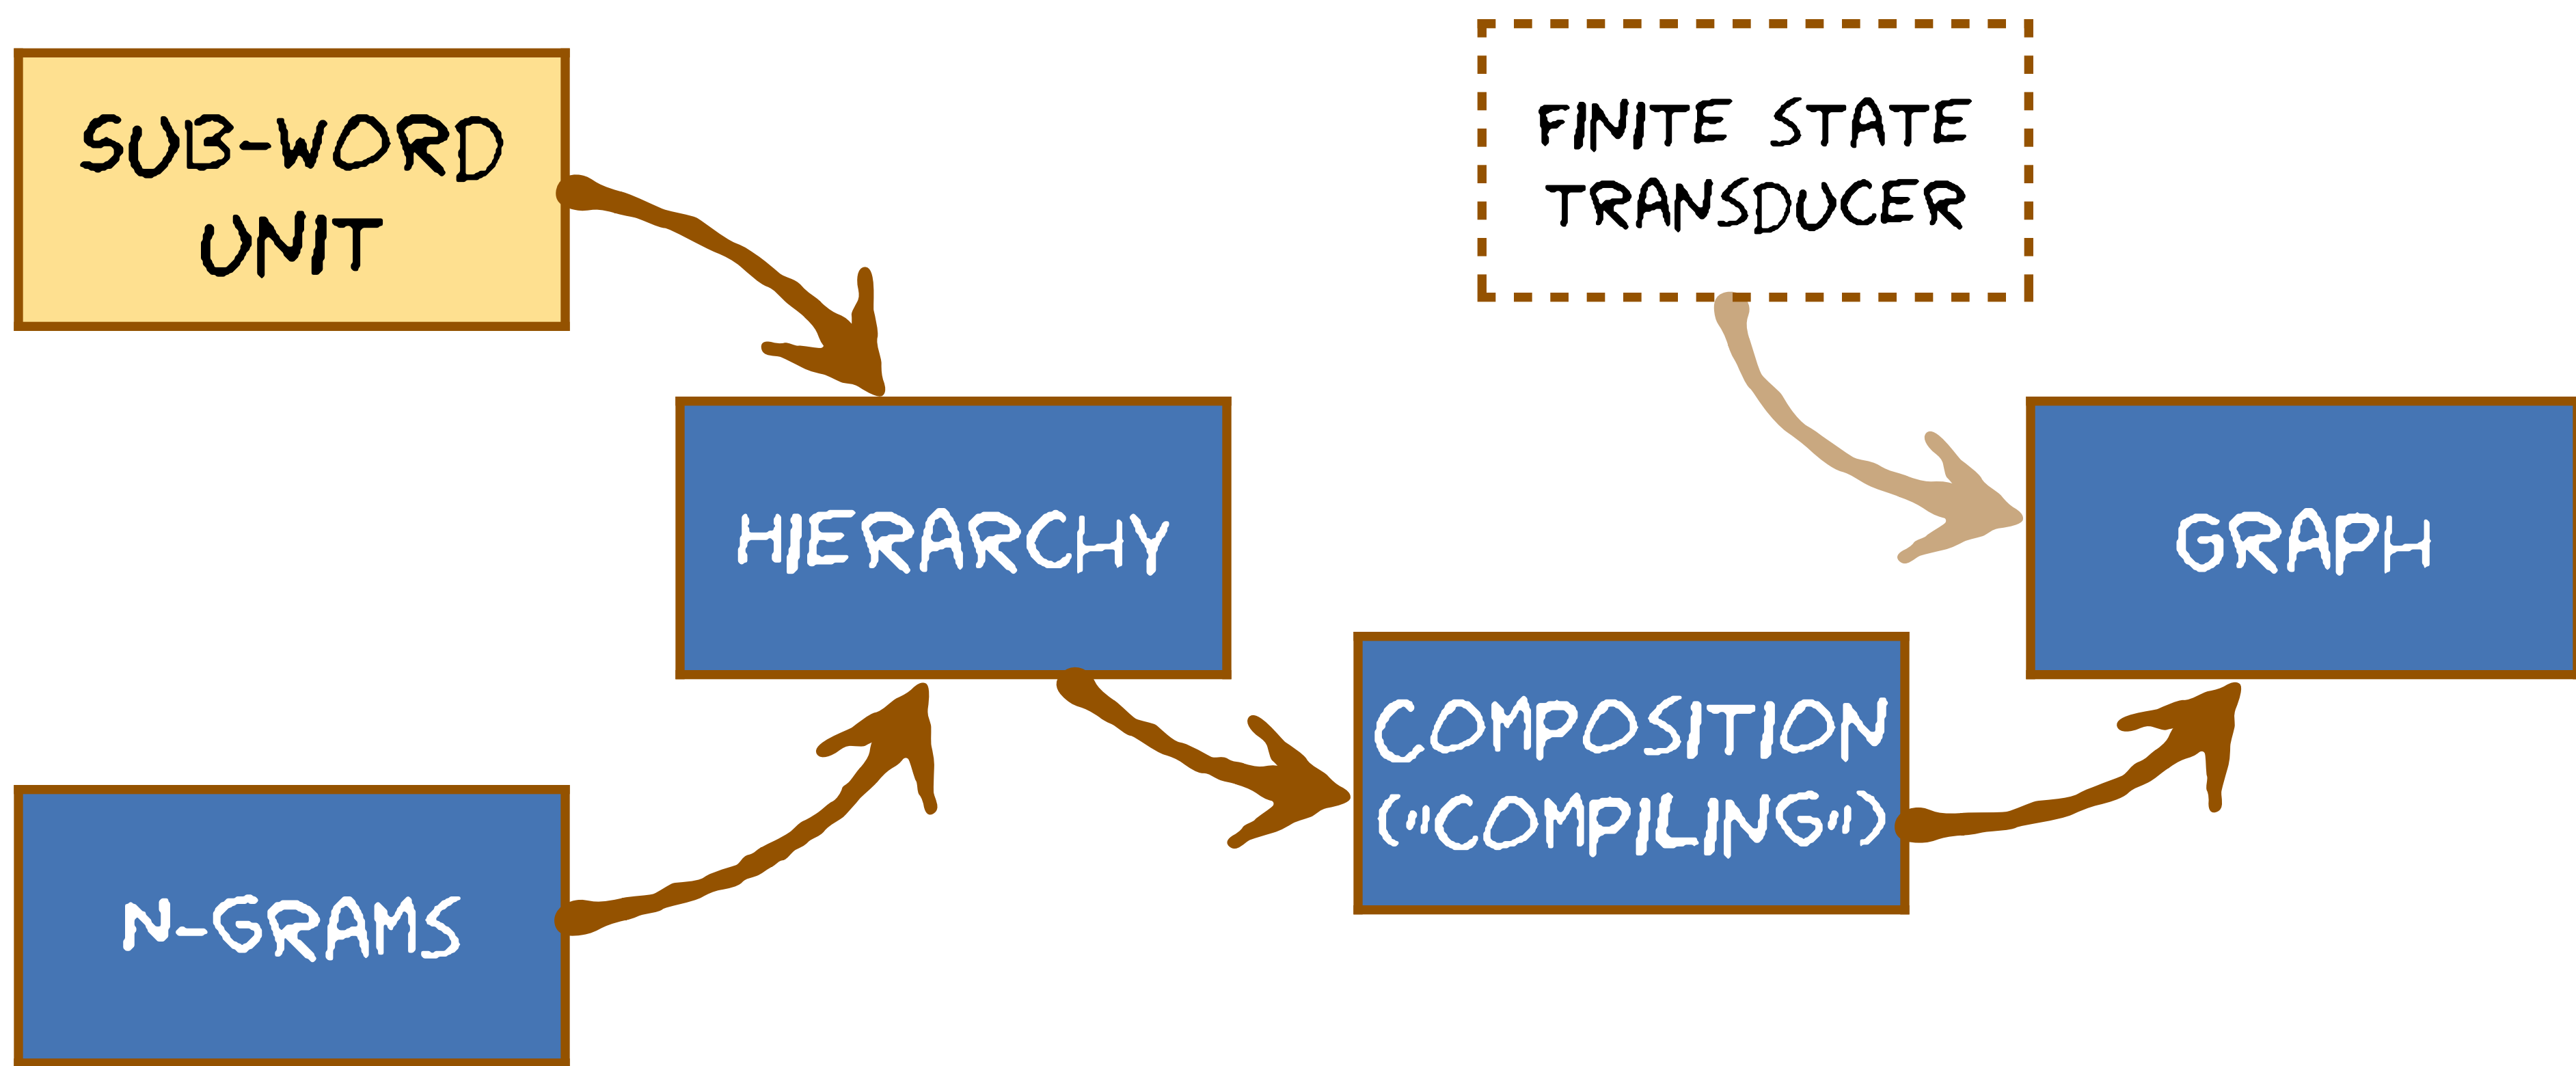 SUB-WORD
UNIT
FINITE STATE
TRANSDUCER
HIERARCHY
GRAPH
COMPOSITION
("COMPILING")
N-GRAMS